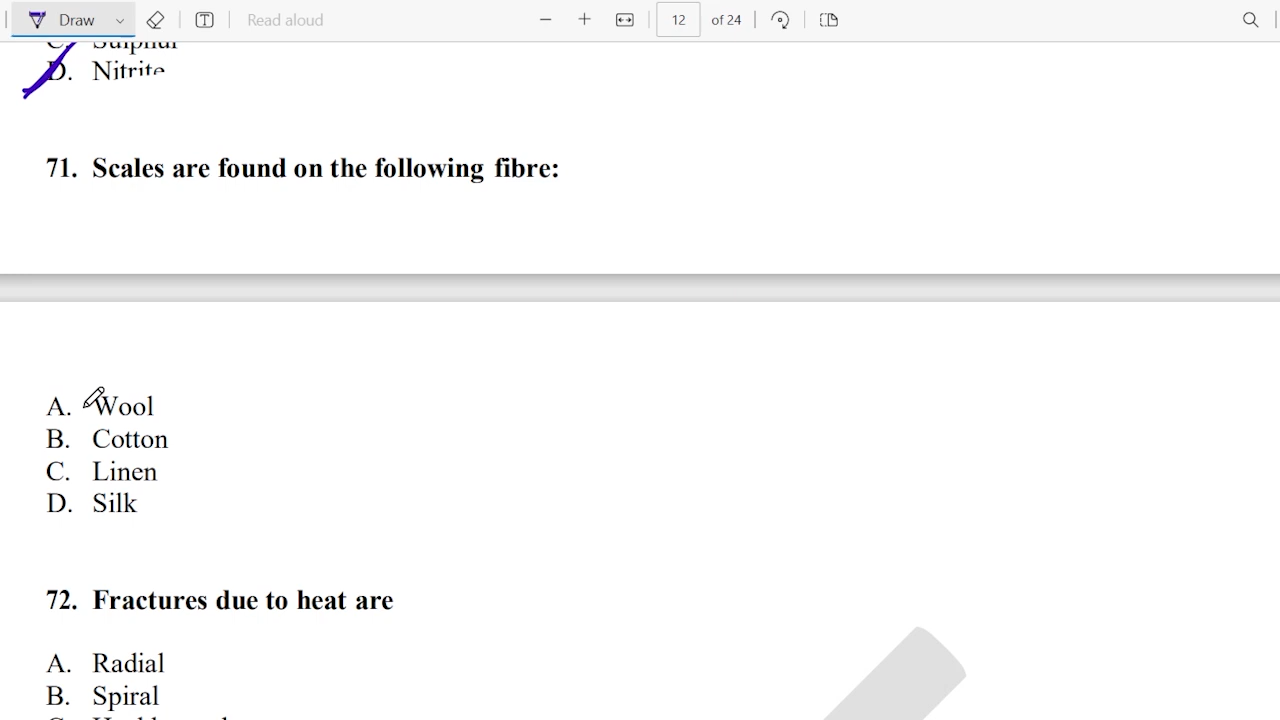 Draw
Read aloud
12
of 24
C. Sulphur
D. Nitrite
71. Scales are found on the following fibre:
A. Wool
B. Cotton
C. Linen
D. Silk
72. Fractures due to heat are
A. Radial
B. Spiral